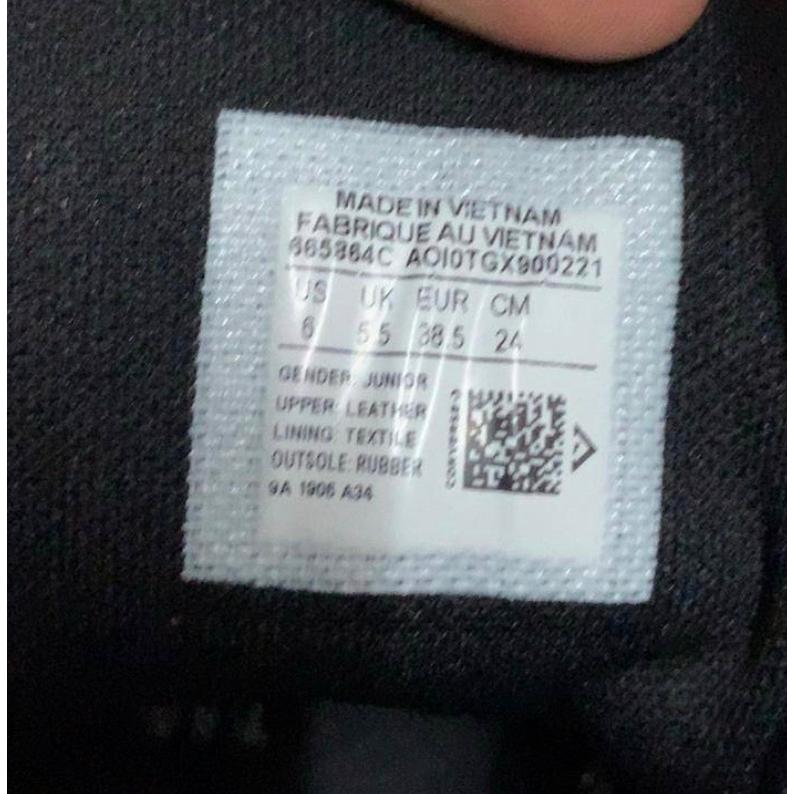 MADE IN VIETNAM
FABRIQUE AU VIETNAM
665864C AOI0TGX900221
US UK EUR CM
6 5.5 38.5 24
GENDER: JUNIOR
UPPER: LEATHER
LINING: TEXTILE
OUTSOLE: RUBBER
9A 1906 A34